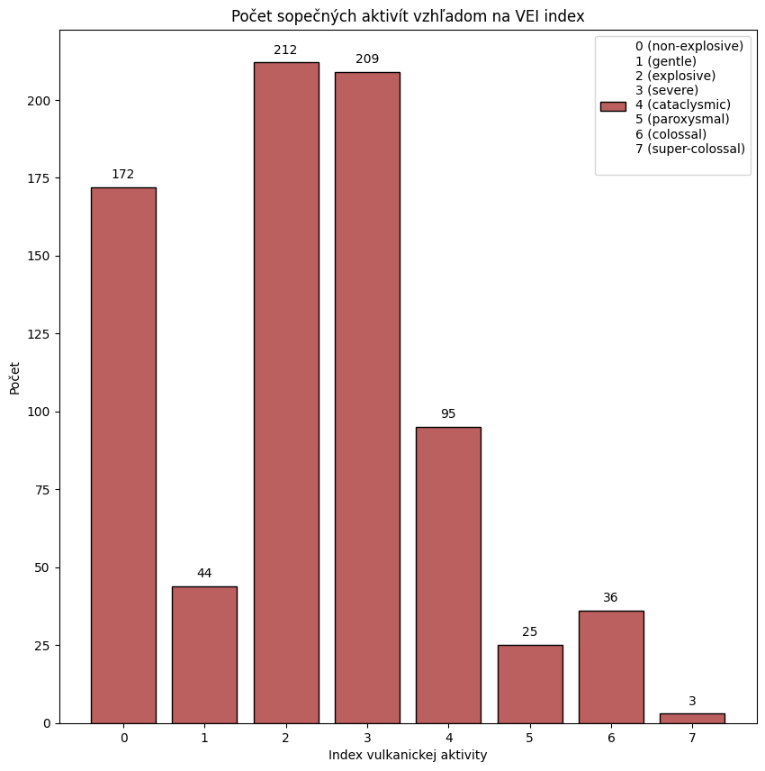 Počet sopečných aktivít vzhľadom na VEI index
0 (non-explosive)
1 (gentle)
2 (explosive)
3 (severe)
4 (cataclysmic)
5 (paroxysmal)
6 (colossal)
7 (super-colossal)
212
209
172
95
44
36
25
3
200
175
150
125
100
75
50
25
0
Počet
0 1 2 3 4 5 6 7
Index vulkanickej aktivity